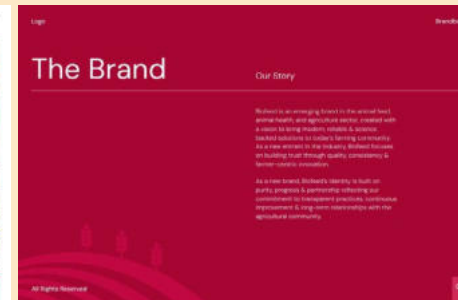 Logo
Brandbo
The Brand
Our Story
Biofeed is an emerging brand in the animal feed,
animal health, and agriculture sector, created with
a vision to bring modern, reliable & science
backed solutions to today's farming community.
As a new entrant in the industry, Biofeed focuses
on building trust through quality, consistency &
farmer-centric innovation.
As a new brand, Biofeed's identity is built on
purity, progress & partnership reflecting our
commitment to transparent practices, continuous
improvement & long-term relationships with the
agricultural community.
All Rights Reserved